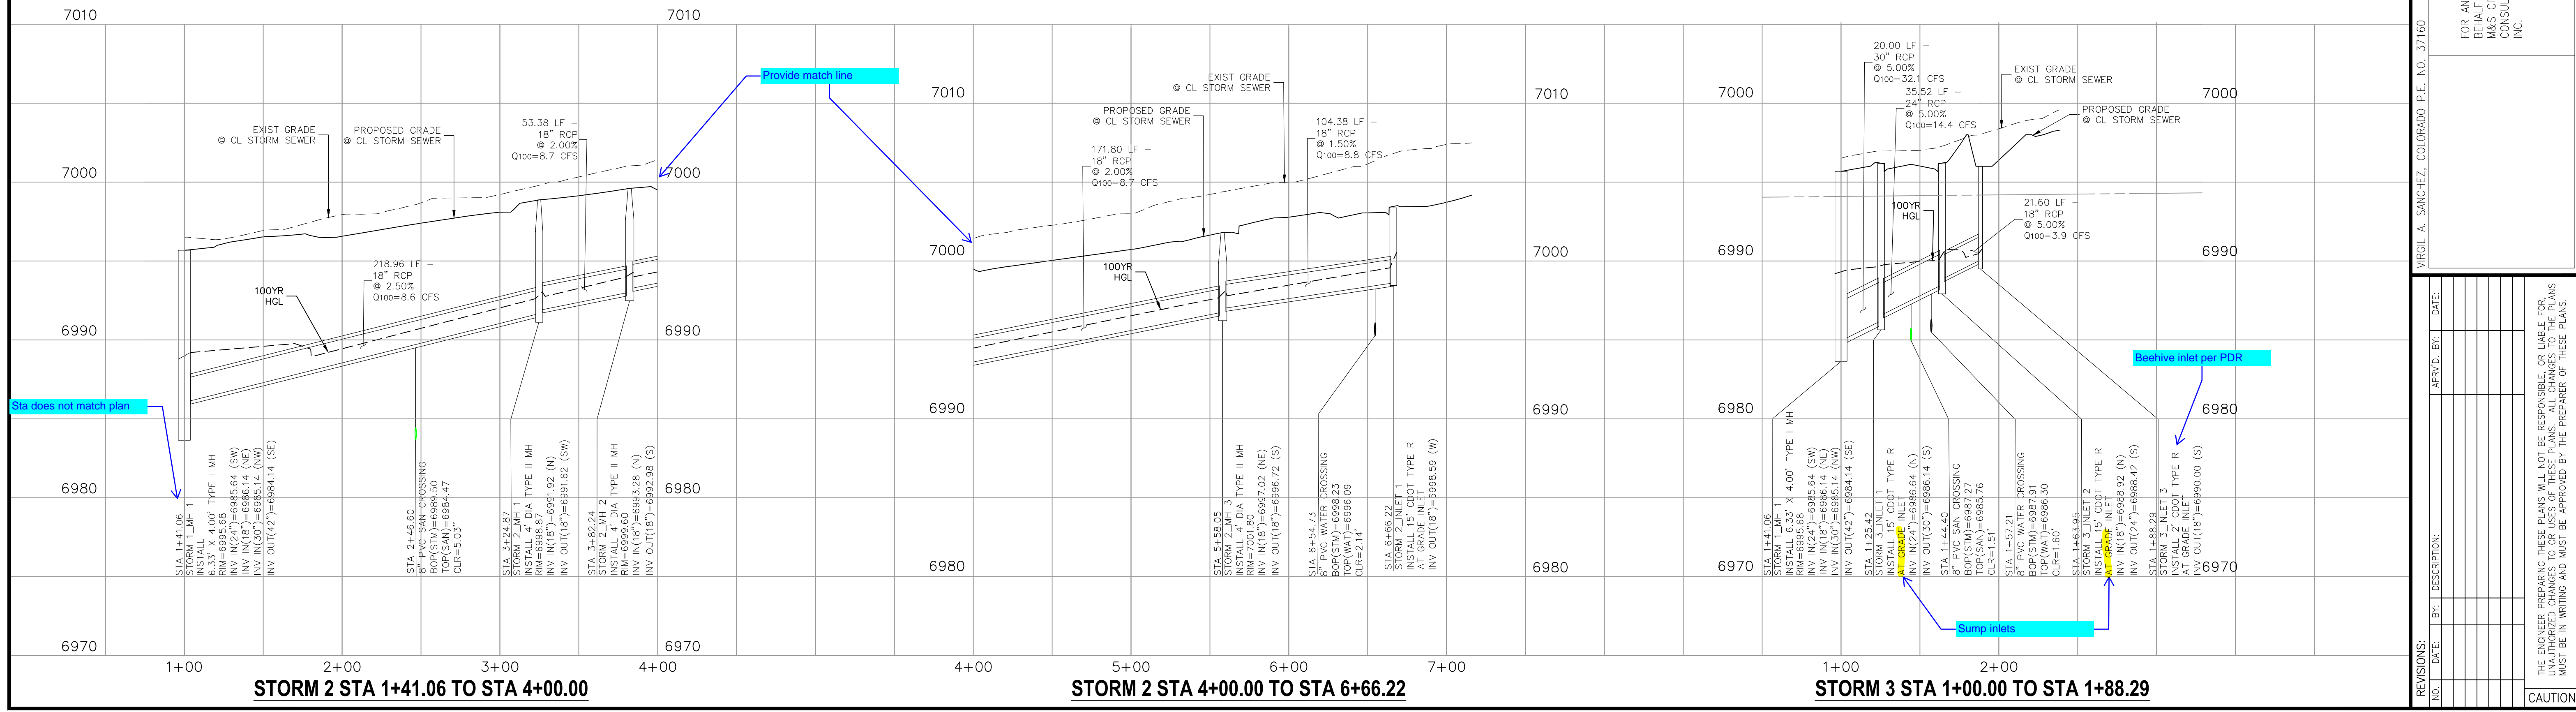 7010
7000
6990
6980
6970
1+00
2+00
3+00
4+00
EXIST GRADE
@ CL STORM SEWER
PROPOSED GRADE
@ CL STORM SEWER
53.38 LF –
18" RCP
@ 2.00%
Q100=8.7 CFS
218.96 LF –
18" RCP
@ 2.50%
Q100=8.6 CFS
100YR
HGL
Sta does not match plan
STA 1+41.06
STORM 1_MH 1
INSTALL
6.33' X 4.00' TYPE I MH
RIM=6995.68
INV IN(24")=6985.64 (SW)
INV IN(18")=6986.14 (NE)
INV IN(30")=6985.14 (NW)
INV OUT(42")=6984.14 (SE)
STA 2+46.60
8" PVC SAN CROSSING
BOP(STM)=6989.50
TOP(SAN)=6984.47
CLR=5.03"
STA 3+24.87
STORM 2_MH 1
INSTALL 4' DIA TYPE II MH
RIM=6998.87
INV IN(18")=6991.92 (N)
INV OUT(18")=6991.62 (SW)
STA 3+82.24
STORM 2_MH 2
INSTALL 4' DIA TYPE II MH
RIM=6999.60
INV IN(18")=6993.28 (N)
INV OUT(18")=6992.98 (S)
7010
7000
6990
6980
6970
STORM 2 STA 1+41.06 TO STA 4+00.00
Provide match line
7010
7000
6990
6980
6970
4+00
5+00
6+00
7+00
EXIST GRADE
@ CL STORM SEWER
PROPOSED GRADE
@ CL STORM SEWER
171.80 LF –
18" RCP
@ 2.00%
Q100=8.7 CFS
104.38 LF –
18" RCP
@ 1.50%
Q100=8.8 CFS
100YR
HGL
STA 5+58.05
STORM 2_MH 3
INSTALL 4' DIA TYPE II MH
RIM=7001.80
INV IN(18")=6997.02 (NE)
INV OUT(18")=6996.72 (S)
STA 6+54.73
8" PVC WATER CROSSING
BOP(STM)=6998.23
TOP(WAT)=6996.09
CLR=2.14'
STA 6+66.22
STORM 2_INLET 1
INSTALL 15' CDOT TYPE R
AT GRADE INLET
INV OUT(18")=6998.59 (W)
7010
7000
6990
6980
STORM 2 STA 4+00.00 TO STA 6+66.22
7000
6990
6980
6970
1+00
2+00
20.00 LF –
30" RCP
@ 5.00%
Q100=32.1 CFS
35.52 LF –
24" RCP
@ 5.00%
Q100=14.4 CFS
EXIST GRADE
@ CL STORM SEWER
PROPOSED GRADE
@ CL STORM SEWER
100YR
HGL
21.60 LF –
18" RCP
@ 5.00%
Q100=3.9 CFS
Beehive inlet per PDR
STA 1+41.06
STORM 1_MH 1
INSTALL 6.33' X 4.00' TYPE I MH
RIM=6995.68
INV IN(24")=6985.64 (SW)
INV IN(18")=6986.14 (NE)
INV IN(30")=6985.14 (NW)
INV OUT(42")=6984.14 (SE)
STA 1+25.42
STORM 3_INLET 1
INSTALL 15' CDOT TYPE R
AT GRADE INLET
INV IN(24")=6986.64 (N)
INV OUT(30")=6986.14 (S)
STA 1+44.40
8" PVC SAN CROSSING
BOP(STM)=6987.27
TOP(SAN)=6985.76
CLR=1.51'
STA 1+57.21
8" PVC WATER CROSSING
BOP(STM)=6987.91
TOP(WAT)=6986.30
CLR=1.60'
STA 1+63.95
STORM 3_INLET 2
INSTALL 15' CDOT TYPE R
AT GRADE INLET
INV IN(18")=6988.92 (N)
INV OUT(24")=6988.42 (S)
STA 1+88.29
STORM 3_INLET 3
INSTALL 2' CDOT TYPE R
AT GRADE INLET
INV OUT(18")=6990.00 (S)
Sump inlets
7000
6990
6980
6970
STORM 3 STA 1+00.00 TO STA 1+88.29
VIRGIL A. SANCHEZ, COLORADO P.E. NO. 37160
FOR AN
BEHALF
M&S CI
CONSUL
INC.
REVISIONS:
NO. DATE: BY: DESCRIPTION: APRV'D. BY: DATE:
THE ENGINEER PREPARING THESE PLANS WILL NOT BE RESPONSIBLE, OR LIABLE FOR,
UNAUTHORIZED CHANGES TO OR USES OF THESE PLANS. ALL CHANGES TO THE PLANS
MUST BE IN WRITING AND MUST BE APPROVED BY THE PREPARER OF THESE PLANS.
CAUTION